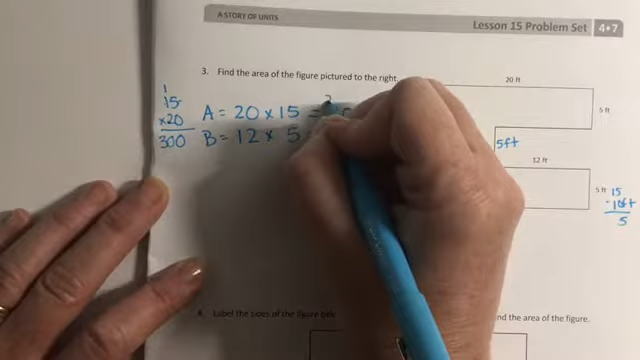 A STORY OF UNITS
Lesson 15 Problem Set 4•7
3. Find the area of the figure pictured to the right.
20 ft
1
15
×20
300
A = 20 × 15 =
B = 12 × 5
5 ft
5ft
12 ft
5 ft
15
-10ft
5
4. Label the sides of the figure
nd the area of the figure.